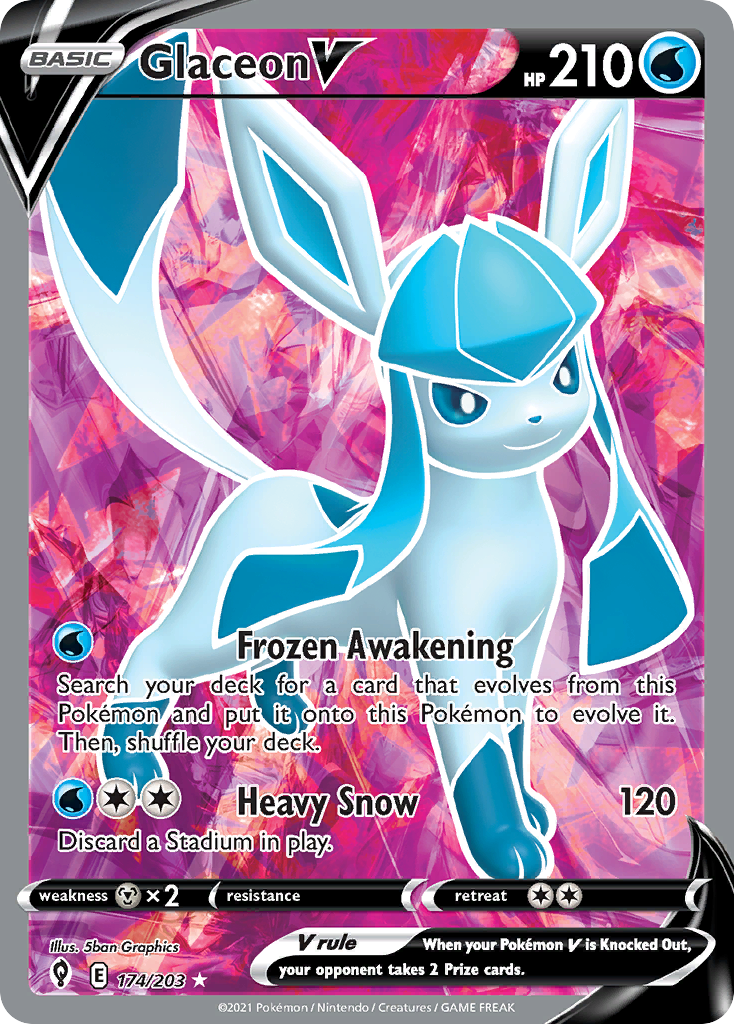 BASIC
Glaceon V
HP 210
Frozen Awakening
Search your deck for a card that evolves from this
Pokémon and put it onto this Pokémon to evolve it.
Then, shuffle your deck.
Heavy Snow 120
Discard a Stadium in play.
weakness ×2 resistance retreat
Illus. 5ban Graphics
E 174/203 ★
V rule When your Pokémon V is Knocked Out,
your opponent takes 2 Prize cards.
©2021 Pokémon / Nintendo / Creatures / GAME FREAK